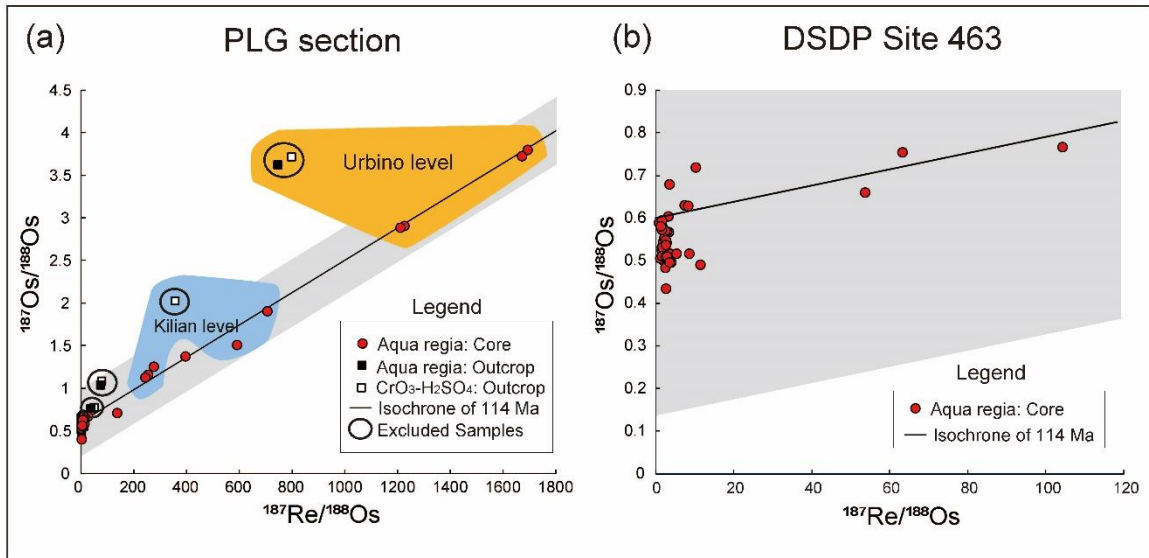 (a) PLG section
4.5
4
3.5
3
2.5
2
1.5
1
0.5
0
¹⁸⁷Os/¹⁸⁸Os
Urbino level
Kilian level
Legend
Aqua regia: Core
Aqua regia: Outcrop
CrO₃-H₂SO₄: Outcrop
Isochrone of 114 Ma
Excluded Samples
0 200 400 600 800 1000 1200 1400 1600 1800
¹⁸⁷Re/¹⁸⁸Os
(b) DSDP Site 463
0.9
0.8
0.7
0.6
0.5
0.4
0.3
0.2
0.1
0
¹⁸⁷Os/¹⁸⁸Os
Legend
Aqua regia: Core
Isochrone of 114 Ma
0 20 40 60 80 100 120
¹⁸⁷Re/¹⁸⁸Os